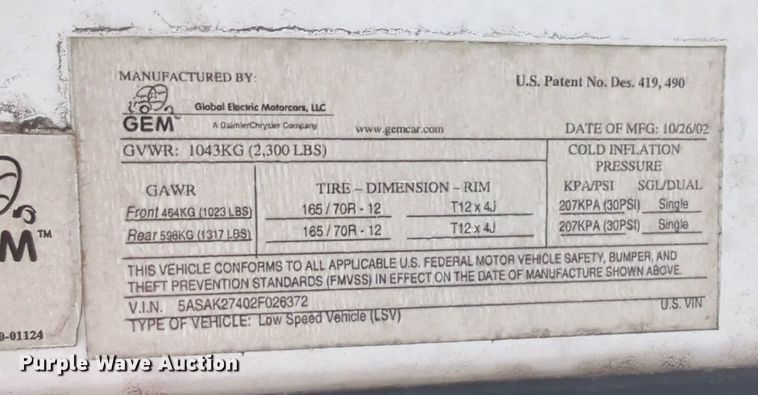 MANUFACTURED BY:
U.S. Patent No. Des. 419, 490
Global Electric Motorcars, LLC
GEM™ A DaimlerChrysler Company www.gemcar.com DATE OF MFG: 10/26/02
GVWR: 1043KG (2,300 LBS) COLD INFLATION
PRESSURE
GAWR TIRE – DIMENSION – RIM KPA/PSI SGL/DUAL
Front 464KG (1023 LBS) 165 / 70R - 12 T12 x 4J 207KPA (30PSI) Single
Rear 598KG (1317 LBS) 165 / 70R - 12 T12 x 4J 207KPA (30PSI) Single
THIS VEHICLE CONFORMS TO ALL APPLICABLE U.S. FEDERAL MOTOR VEHICLE SAFETY, BUMPER, AND
THEFT PREVENTION STANDARDS (FMVSS) IN EFFECT ON THE DATE OF MANUFACTURE SHOWN ABOVE.
V.I.N. 5ASAK27402F026372 U.S. VIN
TYPE OF VEHICLE: Low Speed Vehicle (LSV)
M™
0-01124
Purple Wave Auction